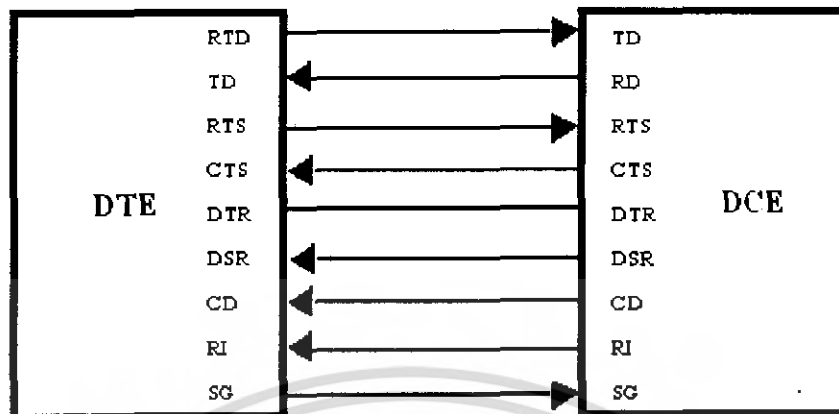 RTD TD
TD RD
RTS RTS
CTS CTS
DTE DTR DTR DCE
DSR DSR
CD CD
RI RI
SG SG